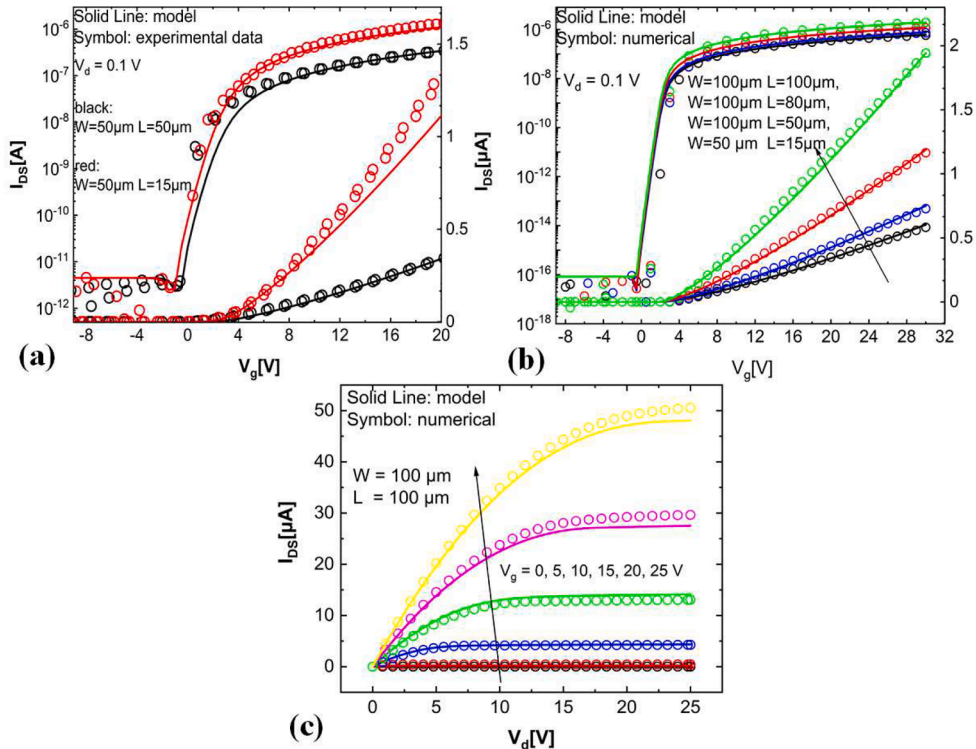 Solid Line: model
Symbol: experimental data
V_d = 0.1 V
black:
W=50μm L=50μm
red:
W=50μm L=15μm
10^-6
10^-7
10^-8
10^-9
10^-10
10^-11
10^-12
I_DS[A]
1.5
1
0.5
0
I_DS[μA]
-8 -4 0 4 8 12 16 20
V_g[V]
(a)
Solid Line: model
Symbol: numerical
V_d = 0.1 V
W=100μm L=100μm,
W=100μm L=80μm,
W=100μm L=50μm,
W=50 μm L=15μm
10^-6
10^-8
10^-10
10^-12
10^-14
10^-16
10^-18
2
1
0
-8 -4 0 4 8 12 16 20 24 28 32
V_g[V]
(b)
Solid Line: model
Symbol: numerical
W = 100 μm
L = 100 μm
V_g = 0, 5, 10, 15, 20, 25 V
50
40
30
20
10
0
I_DS[μA]
0 5 10 15 20 25
V_d[V]
(c)